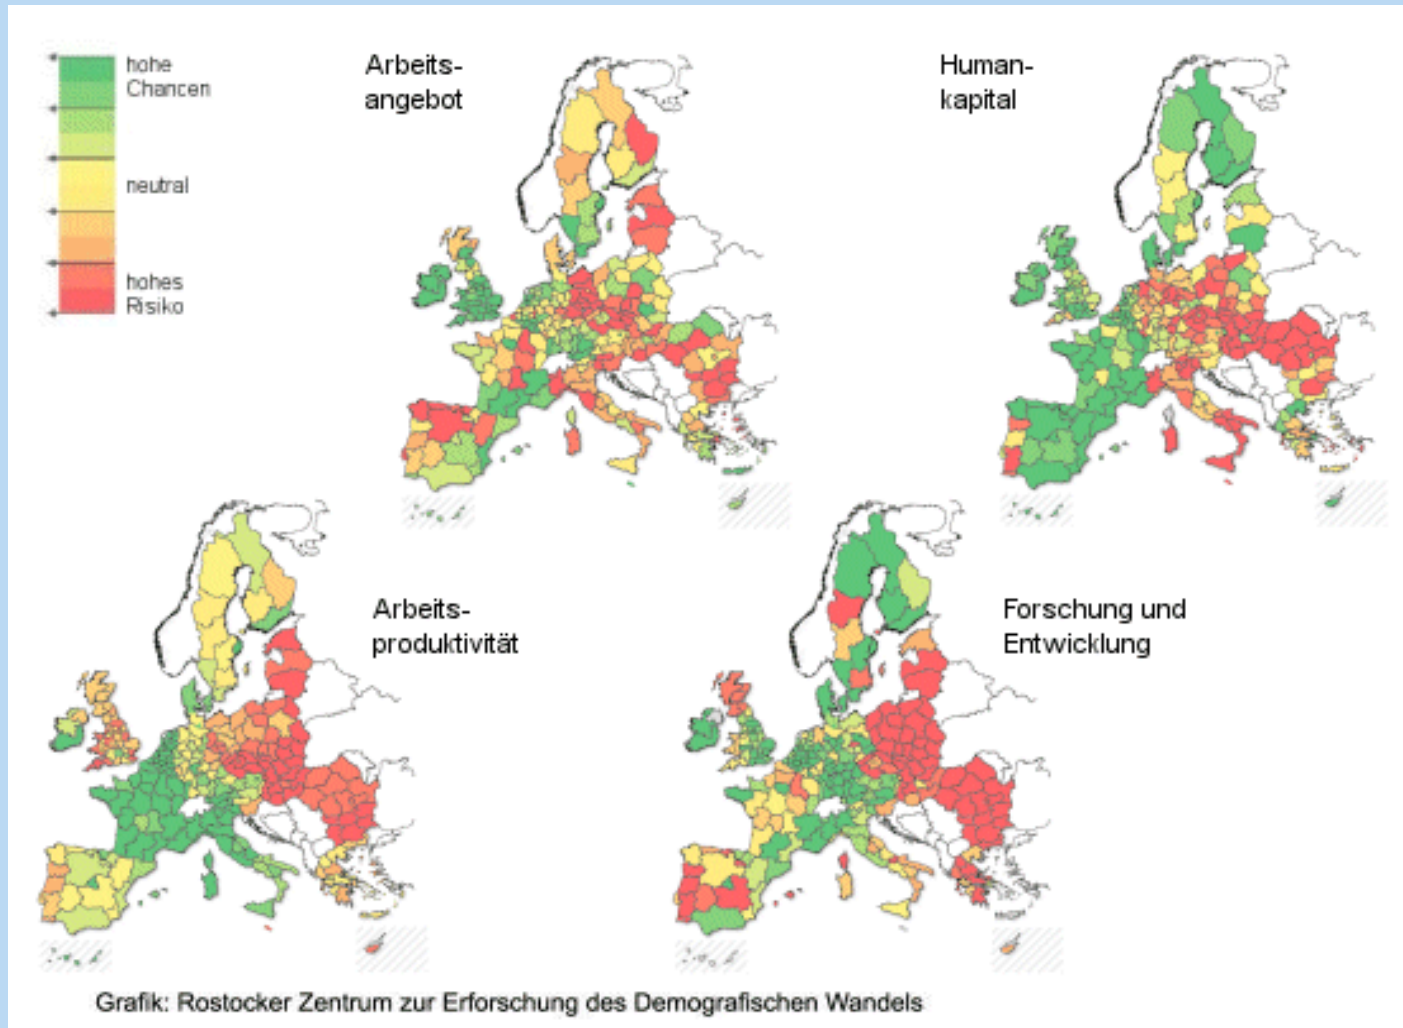 hohe
Chancen
neutral
hohes
Risiko
Arbeits-
angebot
Human-
kapital
Arbeits-
produktivität
Forschung und
Entwicklung
Grafik: Rostocker Zentrum zur Erforschung des Demografischen Wandels